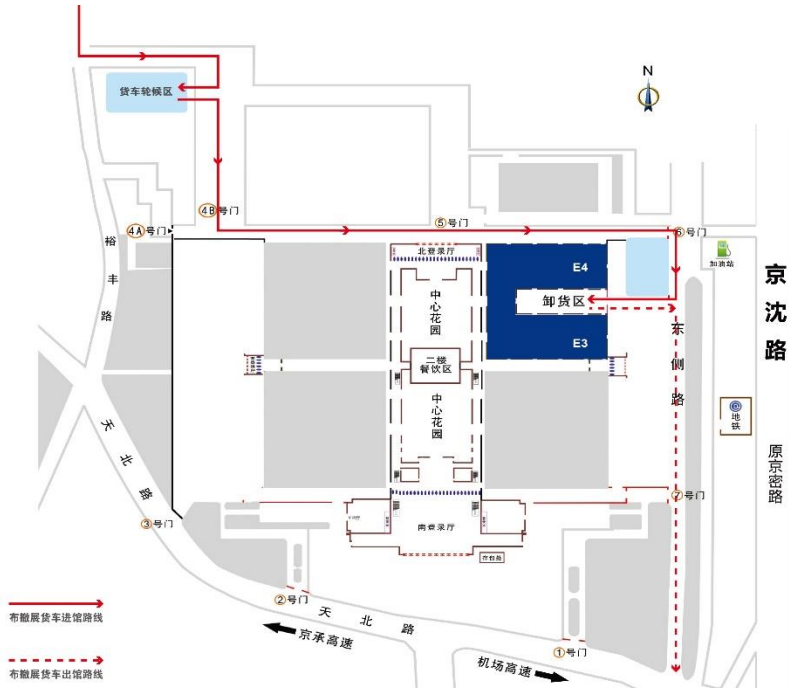 N
货车轮候区
4B号门
4A号门
⑤号门
⑥号门
加油站
裕丰路
北登录厅
E4
中心花园
卸货区
京沈路
E3
二楼
餐饮区
东侧路
中心花园
地铁
天北路
原京密路
⑦号门
③号门
南登录厅
②号门
天北路
京承高速
①号门
机场高速
布撤展货车进馆路线
布撤展货车出馆路线